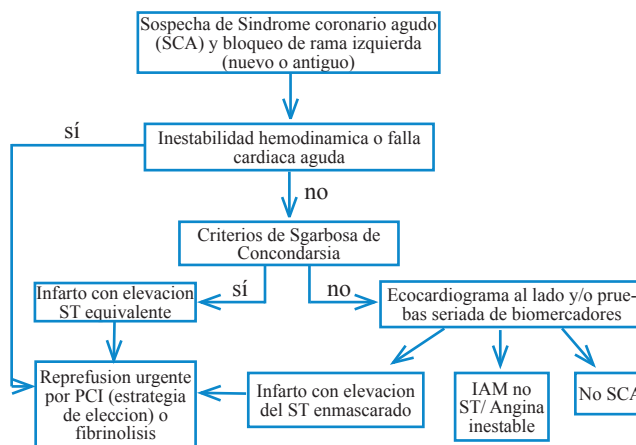 Sospecha de Sindrome coronario agudo
(SCA) y bloqueo de rama izquierda
(nuevo o antiguo)
sí
Inestabilidad hemodinamica o falla
cardiaca aguda
no
Criterios de Sgarbosa de
Concondarsia
sí
no
Infarto con elevacion
ST equivalente
Ecocardiograma al lado y/o prue-
bas seriada de biomercadores
Reprefusion urgente
por PCI (estrategia
de eleccion) o
fibrinolisis
Infarto con elevacion
del ST enmascarado
IAM no
ST/ Angina
inestable
No SCA